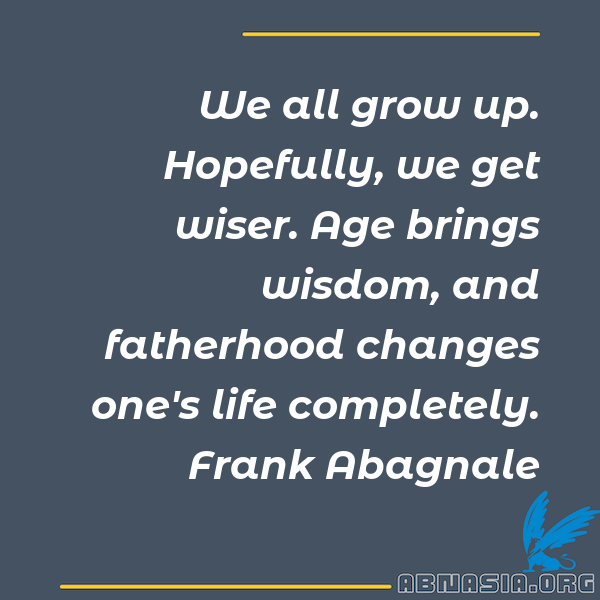 We all grow up.
Hopefully, we get
wiser. Age brings
wisdom, and
fatherhood changes
one's life completely.
Frank Abagnale
ABNASIA.ORG